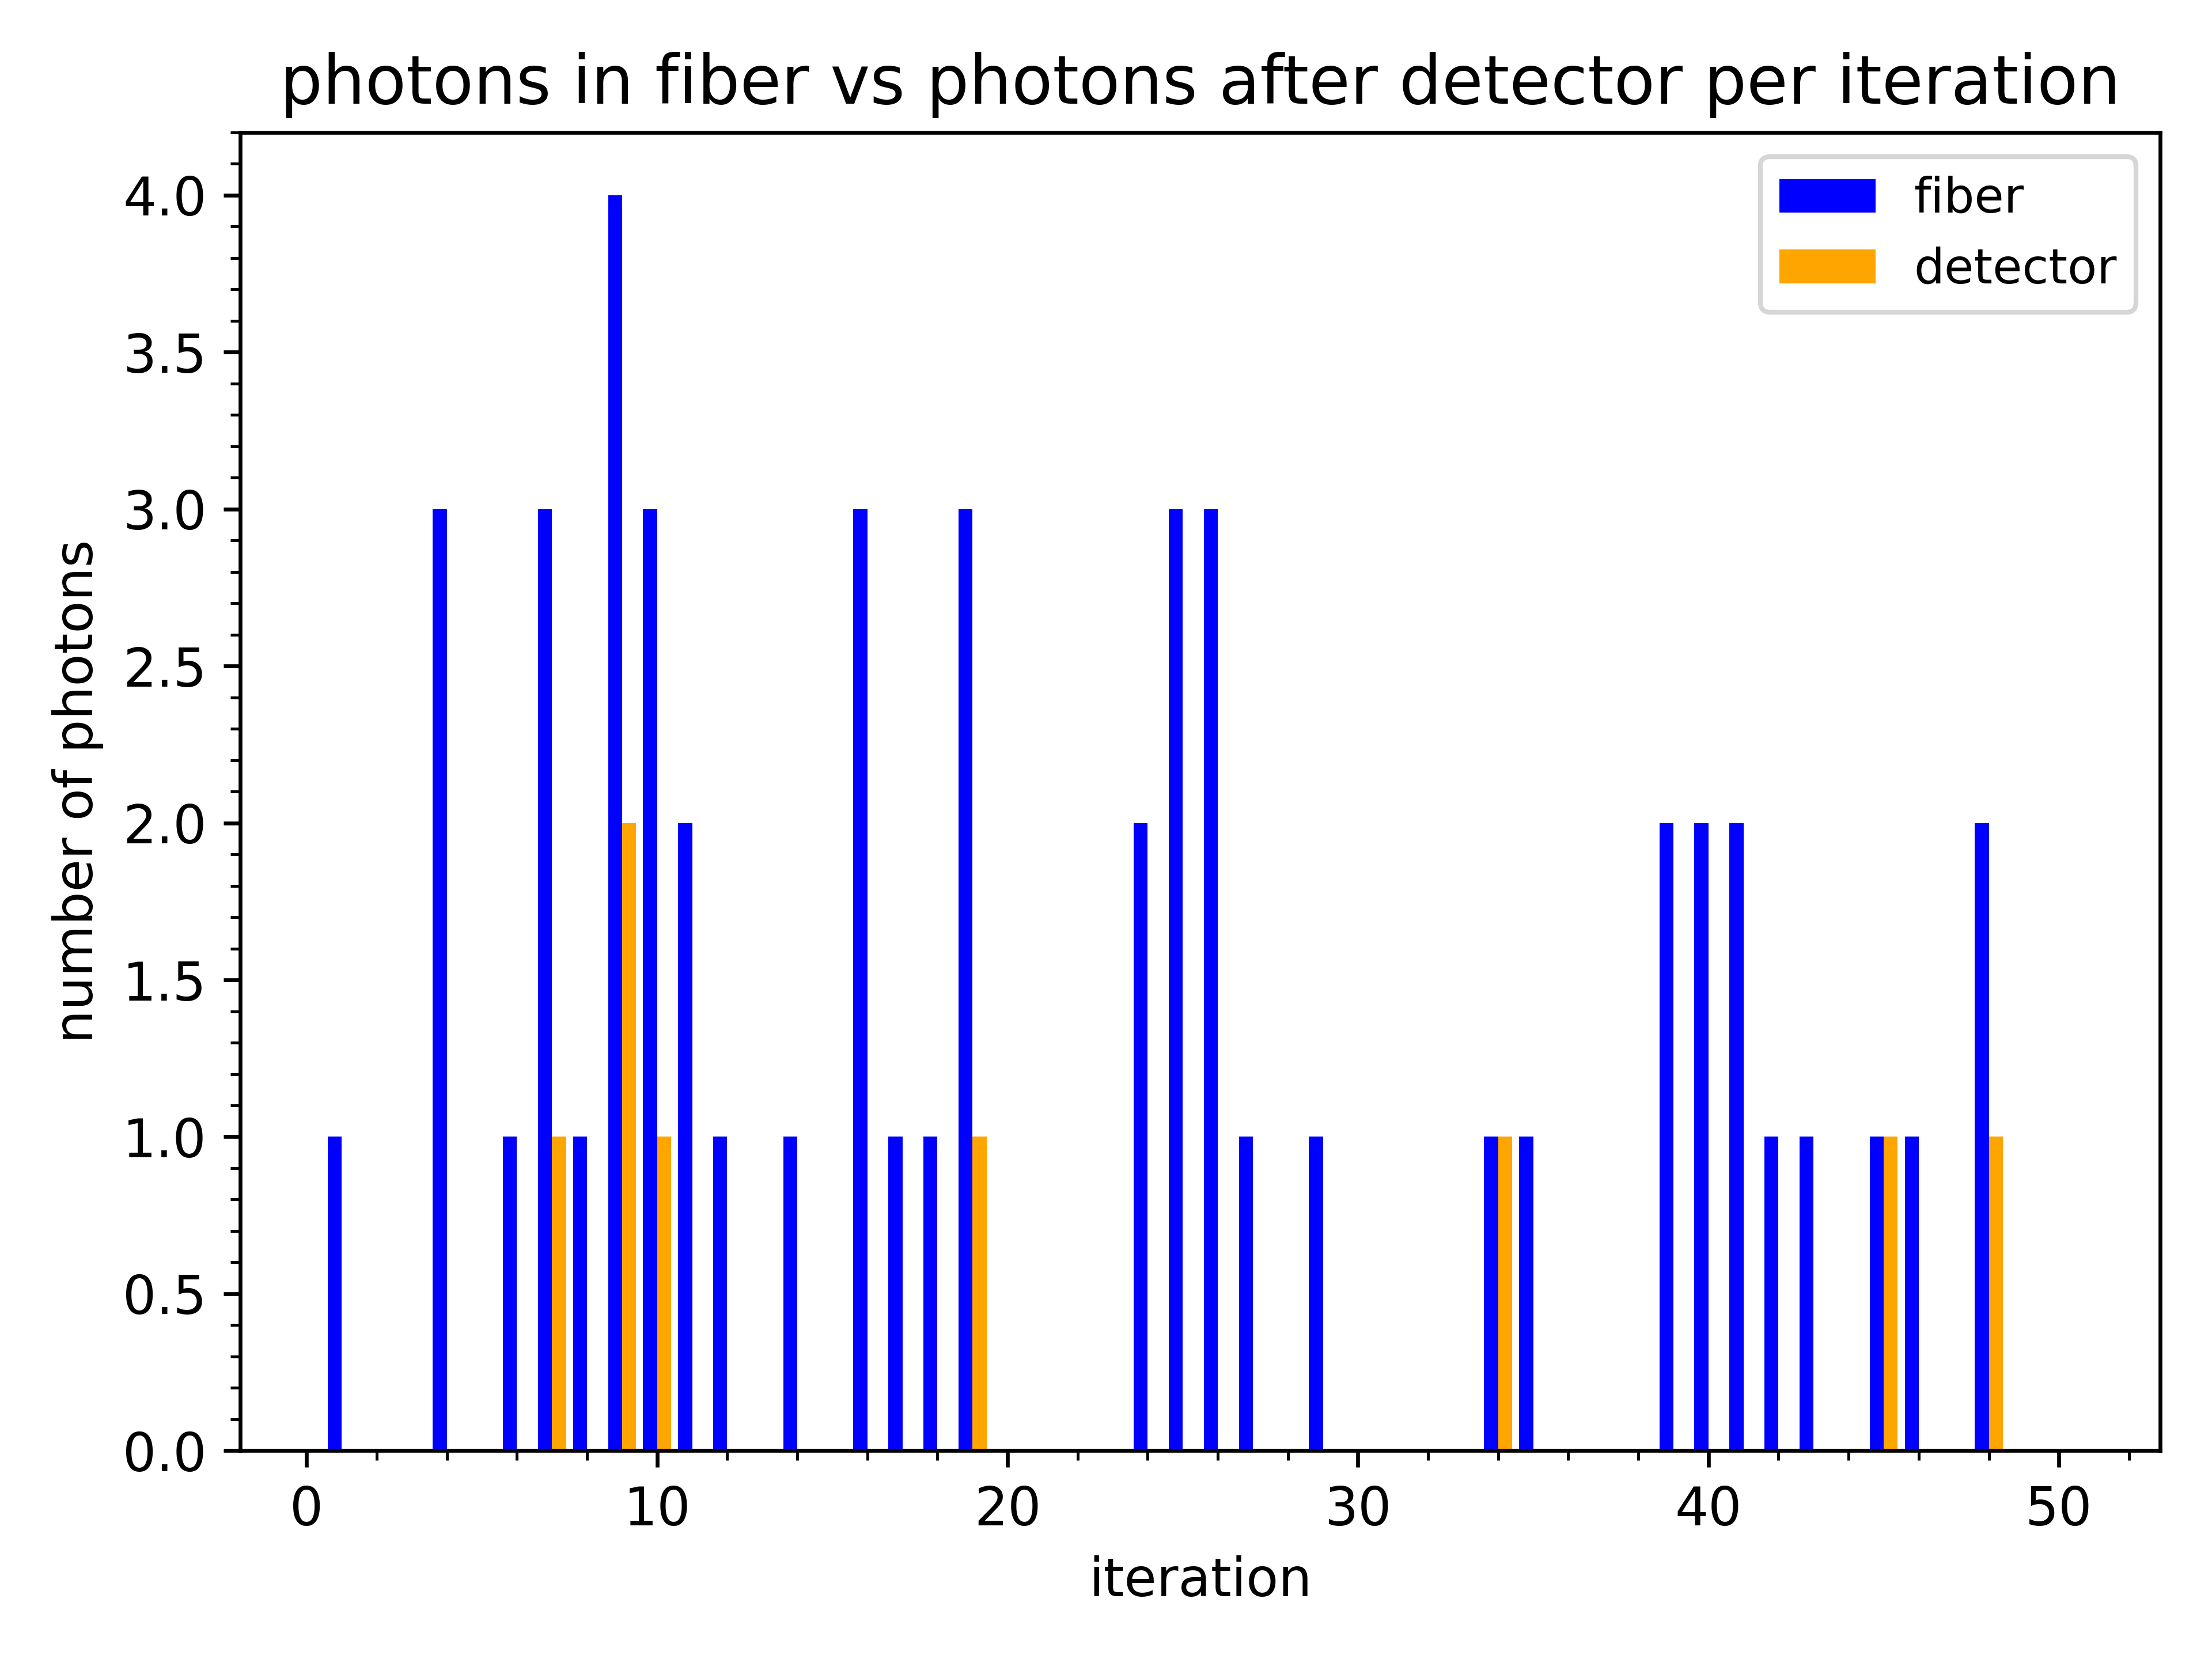 photons in fiber vs photons after detector per iteration
fiber
detector
number of photons
4.0
3.5
3.0
2.5
2.0
1.5
1.0
0.5
0.0
0 10 20 30 40 50
iteration